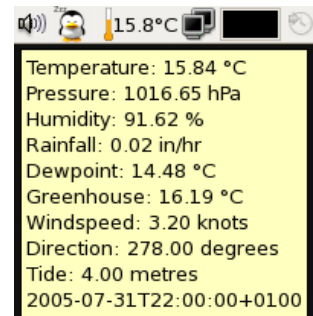 Zzz
15.8°C
Temperature: 15.84 °C
Pressure: 1016.65 hPa
Humidity: 91.62 %
Rainfall: 0.02 in/hr
Dewpoint: 14.48 °C
Greenhouse: 16.19 °C
Windspeed: 3.20 knots
Direction: 278.00 degrees
Tide: 4.00 metres
2005-07-31T22:00:00+0100